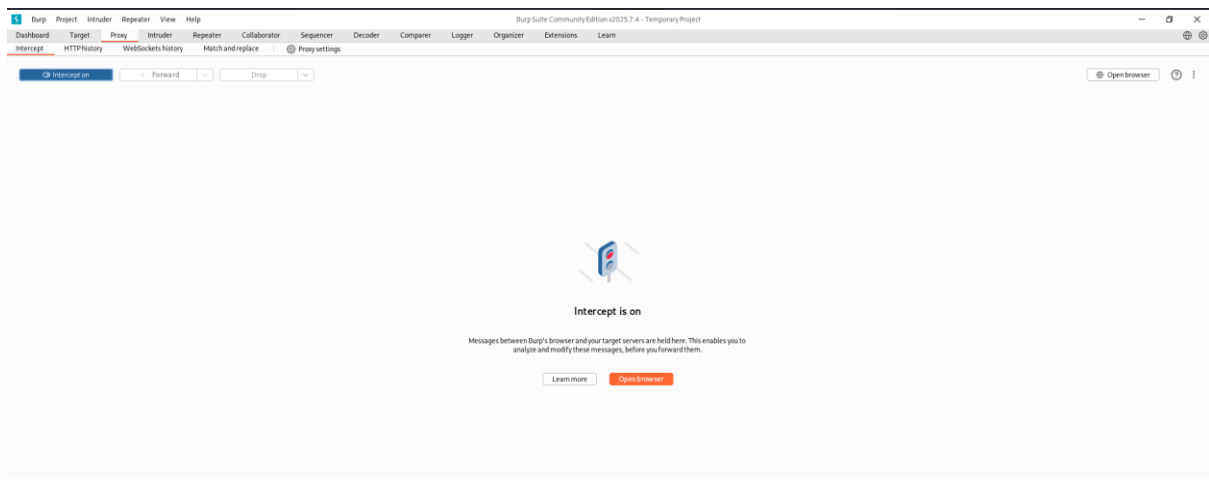 Burp Project Intruder Repeater View Help Burp Suite Community Edition v2025.7.4 - Temporary Project
Dashboard Target Proxy Intruder Repeater Collaborator Sequencer Decoder Comparer Logger Organizer Extensions Learn
Intercept HTTP history WebSockets history Match and replace Proxy settings
Intercept on Forward Drop Open browser
Intercept is on
Messages between Burp's browser and your target servers are held here. This enables you to
analyze and modify these messages, before you forward them.
Learn more Open browser